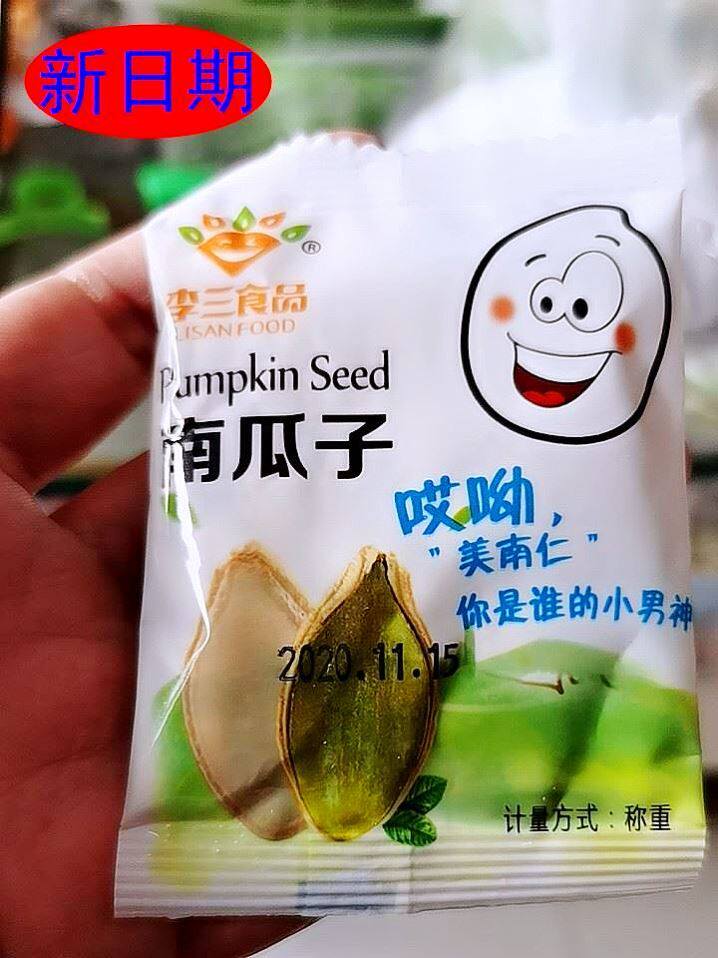 新日期
®
李三食品
LISAN FOOD
Pumpkin Seed
南瓜子
哎呦，
"美南仁"
你是谁的小男神
2020.11.15
计量方式：称重